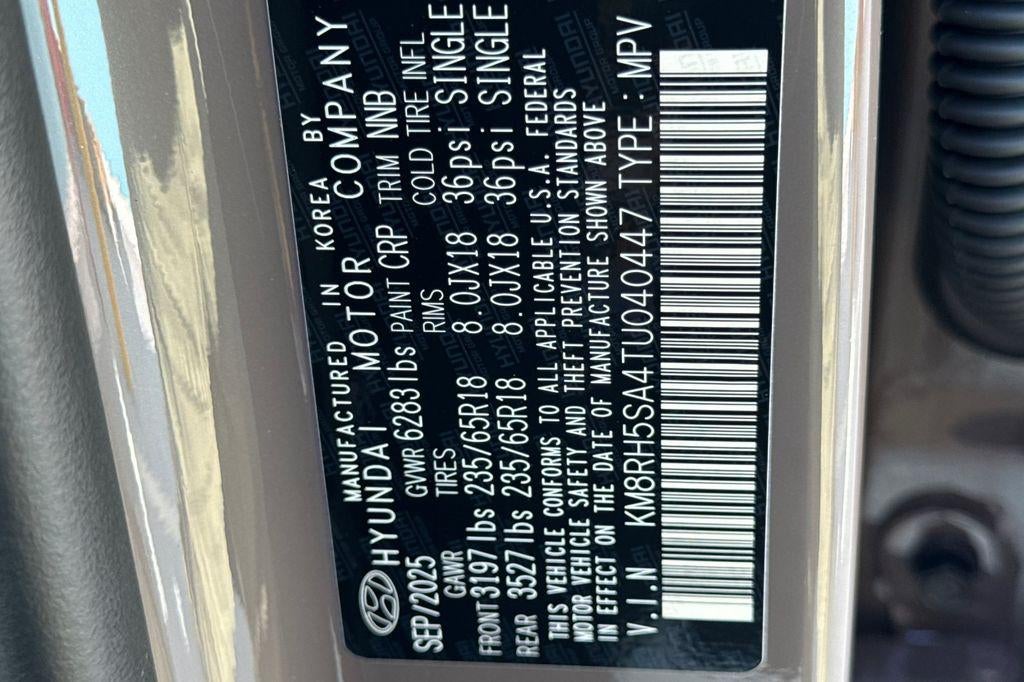 MANUFACTURED IN KOREA BY
HYUNDAI MOTOR COMPANY
SEP/2025 GVWR 6283lbs PAINT CRP TRIM NNB
GAWR TIRES RIMS COLD TIRE INFL
FRONT 3197lbs 235/65R18 8.0JX18 36psi SINGLE
REAR 3527lbs 235/65R18 8.0JX18 36psi SINGLE
THIS VEHICLE CONFORMS TO ALL APPLICABLE U.S.A. FEDERAL
MOTOR VEHICLE SAFETY AND THEFT PREVENTION STANDARDS
IN EFFECT ON THE DATE OF MANUFACTURE SHOWN ABOVE
V.I.N KM8RH5SA4TU040447 TYPE : MPV